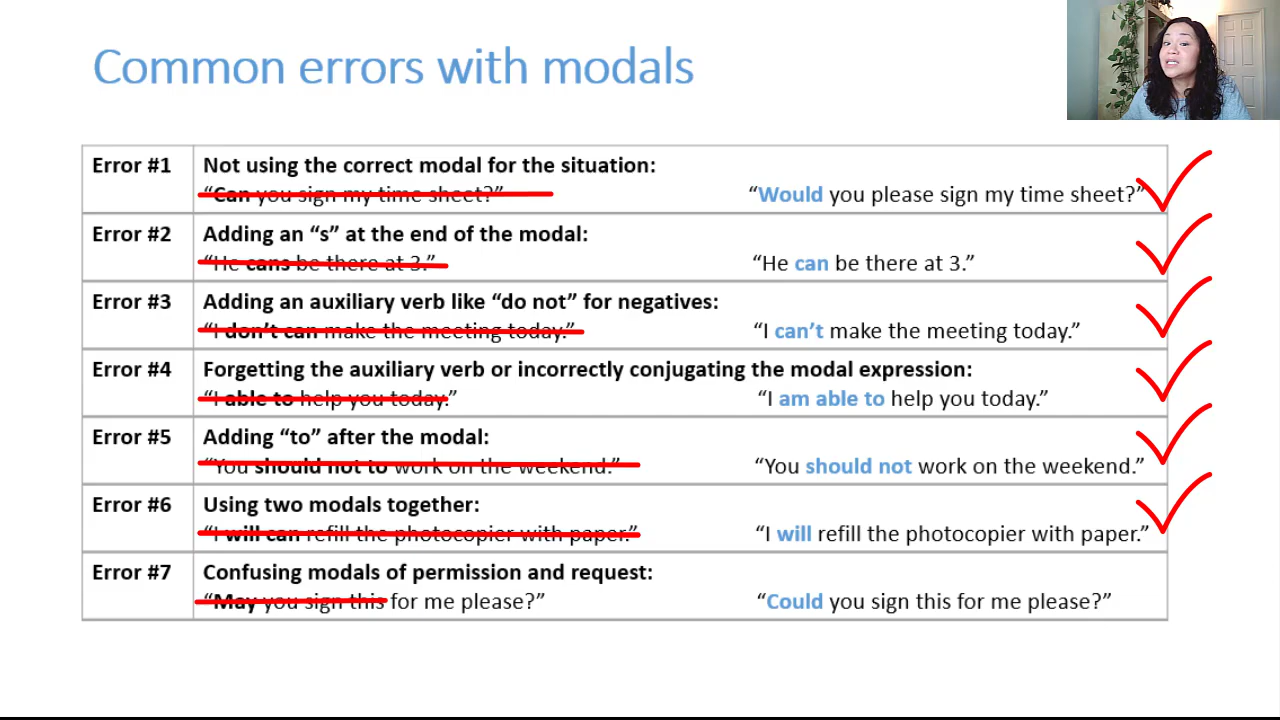 Common errors with modals
Error #1 Not using the correct modal for the situation:
“Can you sign my time sheet?” “Would you please sign my time sheet?”
Error #2 Adding an “s” at the end of the modal:
“He cans be there at 3.” “He can be there at 3.”
Error #3 Adding an auxiliary verb like “do not” for negatives:
“I don’t can make the meeting today.” “I can’t make the meeting today.”
Error #4 Forgetting the auxiliary verb or incorrectly conjugating the modal expression:
“I able to help you today.” “I am able to help you today.”
Error #5 Adding “to” after the modal:
“You should not to work on the weekend.” “You should not work on the weekend.”
Error #6 Using two modals together:
“I will can refill the photocopier with paper.” “I will refill the photocopier with paper.”
Error #7 Confusing modals of permission and request:
“May you sign this for me please?” “Could you sign this for me please?”